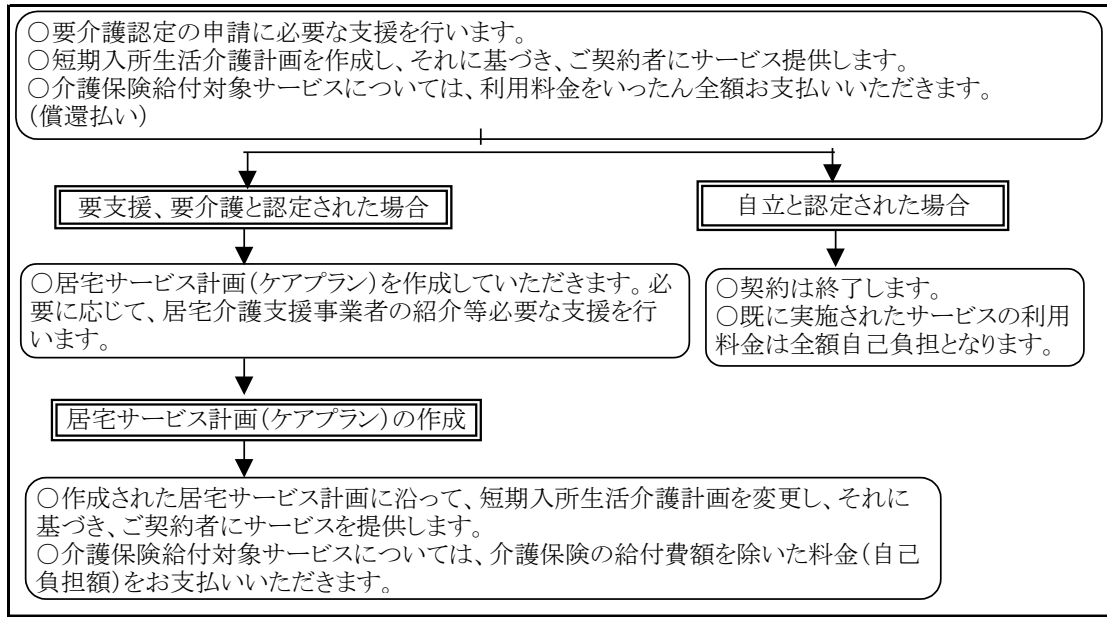 ○要介護認定の申請に必要な支援を行います。
○短期入所生活介護計画を作成し、それに基づき、ご契約者にサービス提供します。
○介護保険給付対象サービスについては、利用料金をいったん全額お支払いいただきます。
(償還払い)
要支援、要介護と認定された場合
自立と認定された場合
○居宅サービス計画(ケアプラン)を作成していただきます。必
要に応じて、居宅介護支援事業者の紹介等必要な支援を行
います。
○契約は終了します。
○既に実施されたサービスの利用
料金は全額自己負担となります。
居宅サービス計画(ケアプラン)の作成
○作成された居宅サービス計画に沿って、短期入所生活介護計画を変更し、それに
基づき、ご契約者にサービスを提供します。
○介護保険給付対象サービスについては、介護保険の給付費額を除いた料金(自己
負担額)をお支払いいただきます。